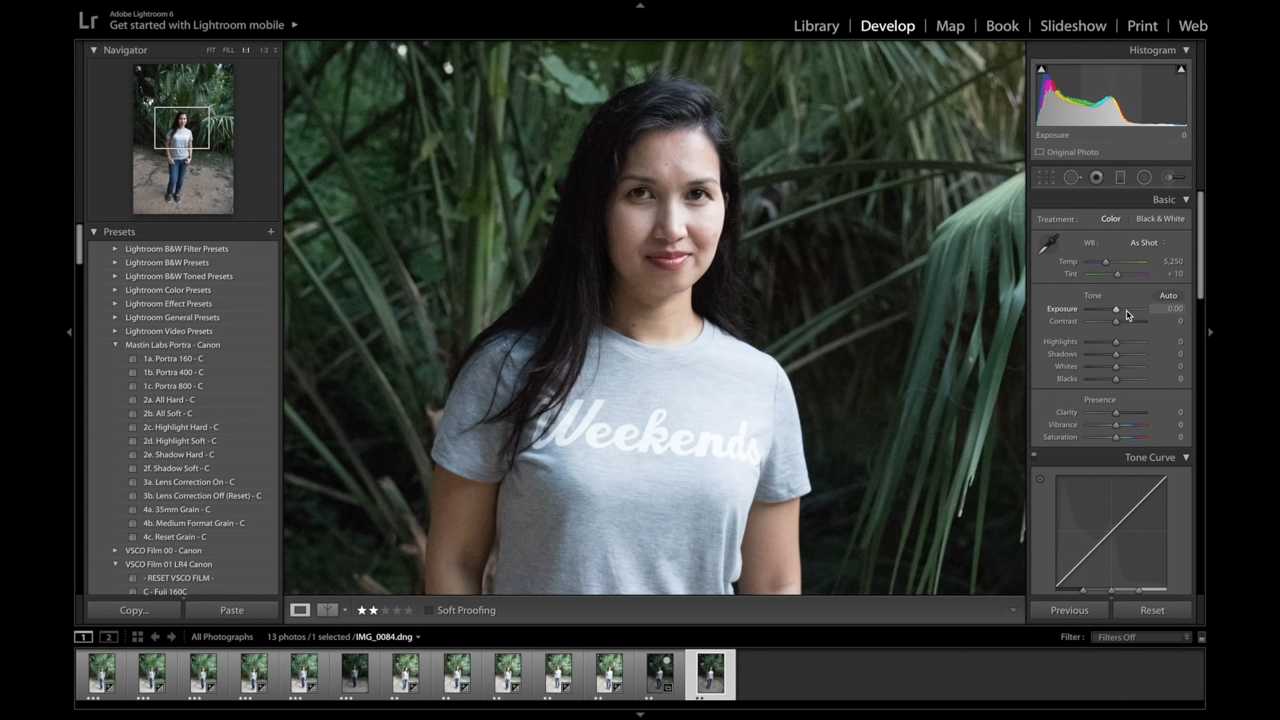 Lr
Adobe Lightroom 6
Get started with Lightroom mobile
Library | Develop | Map | Book | Slideshow | Print | Web
Navigator FIT FILL 1:1 1:2
Presets +
Lightroom B&W Filter Presets
Lightroom B&W Presets
Lightroom B&W Toned Presets
Lightroom Color Presets
Lightroom Effect Presets
Lightroom General Presets
Lightroom Video Presets
Mastin Labs Portra - Canon
1a. Portra 160 - C
1b. Portra 400 - C
1c. Portra 800 - C
2a. All Hard - C
2b. All Soft - C
2c. Highlight Hard - C
2d. Highlight Soft - C
2e. Shadow Hard - C
2f. Shadow Soft - C
3a. Lens Correction On - C
3b. Lens Correction Off (Reset) - C
4a. 35mm Grain - C
4b. Medium Format Grain - C
4c. Reset Grain - C
VSCO Film 00 - Canon
VSCO Film 01 LR4 Canon
- RESET VSCO FILM -
C - Fuji 160C
Copy... Paste
Weekends
Soft Proofing
Histogram
Exposure 0
Original Photo
Basic
Treatment : Color Black & White
WB : As Shot
Temp 5,250
Tint + 10
Tone Auto
Exposure 0.00
Contrast 0
Highlights 0
Shadows 0
Whites 0
Blacks 0
Presence
Clarity 0
Vibrance 0
Saturation 0
Tone Curve
Previous Reset
1 2 All Photographs 13 photos / 1 selected / IMG_0084.dng Filter : Filters Off